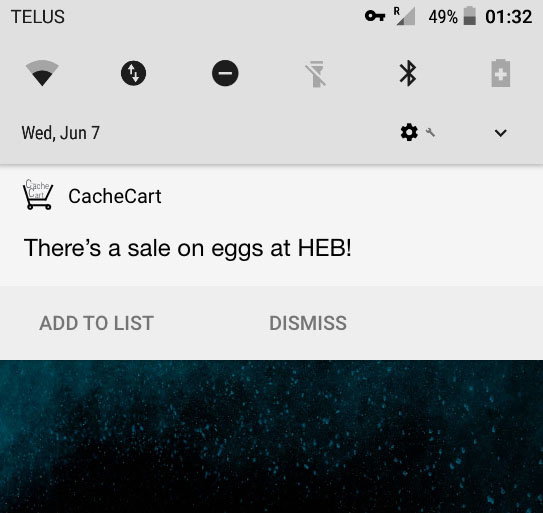 TELUS R 49% 01:32
Wed, Jun 7
Cache
Cart
CacheCart
There's a sale on eggs at HEB!
ADD TO LIST DISMISS